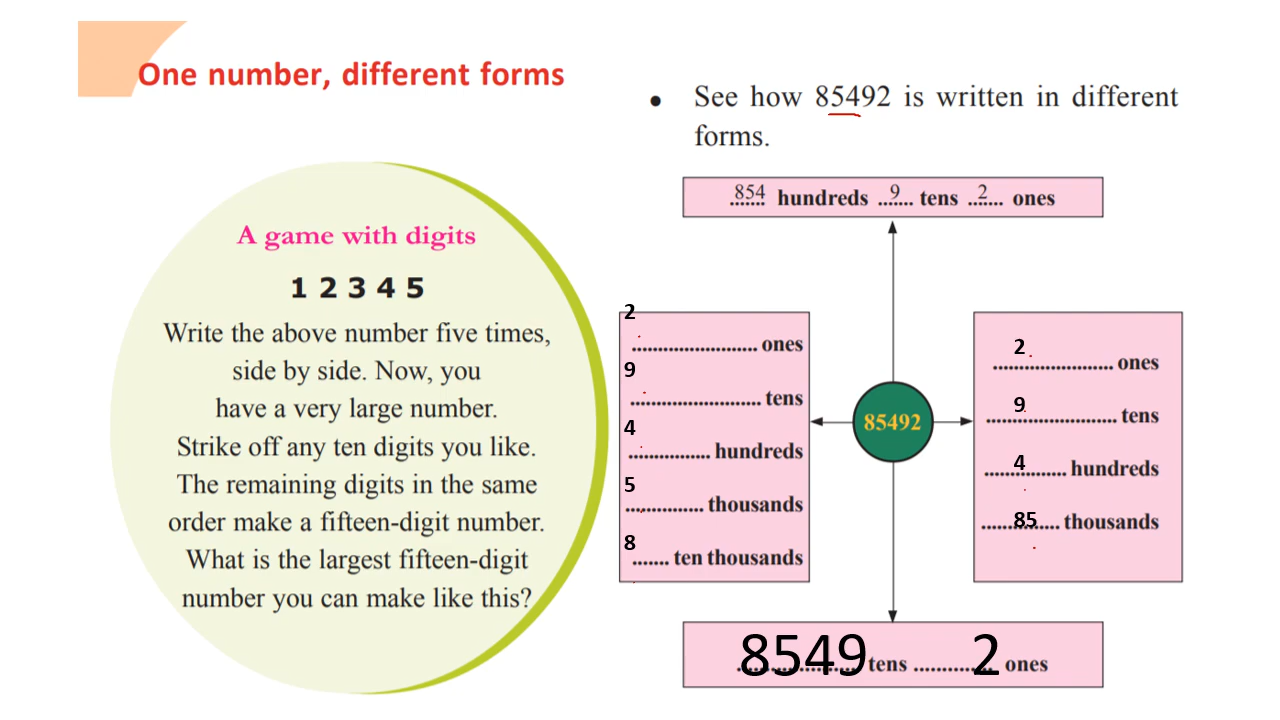 One number, different forms
A game with digits
1 2 3 4 5
Write the above number five times,
side by side. Now, you
have a very large number.
Strike off any ten digits you like.
The remaining digits in the same
order make a fifteen-digit number.
What is the largest fifteen-digit
number you can make like this?
• See how 85492 is written in different
forms.
854 hundreds 9 tens 2 ones
2 ones
9 tens
4 hundreds
5 thousands
8 ten thousands
85492
2 ones
9 tens
4 hundreds
85 thousands
8549 tens 2 ones